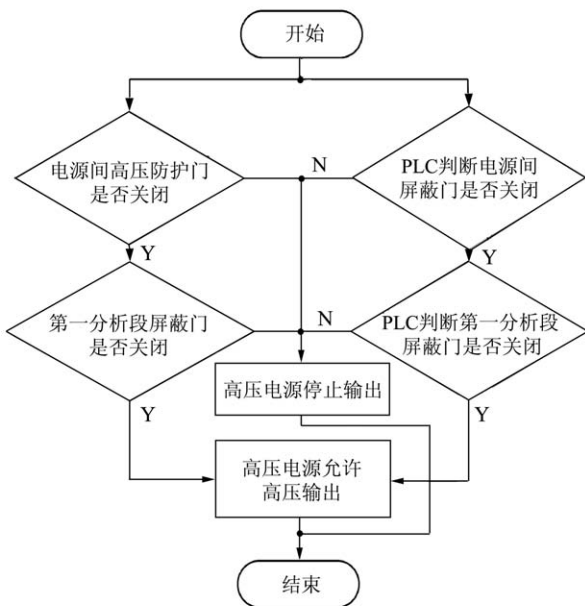 开始
电源间高压防护门
是否关闭
N
PLC判断电源间
屏蔽门是否关闭
Y
Y
第一分析段屏蔽门
是否关闭
N
PLC判断第一分析段
屏蔽门是否关闭
高压电源停止输出
Y
Y
高压电源允许
高压输出
结束